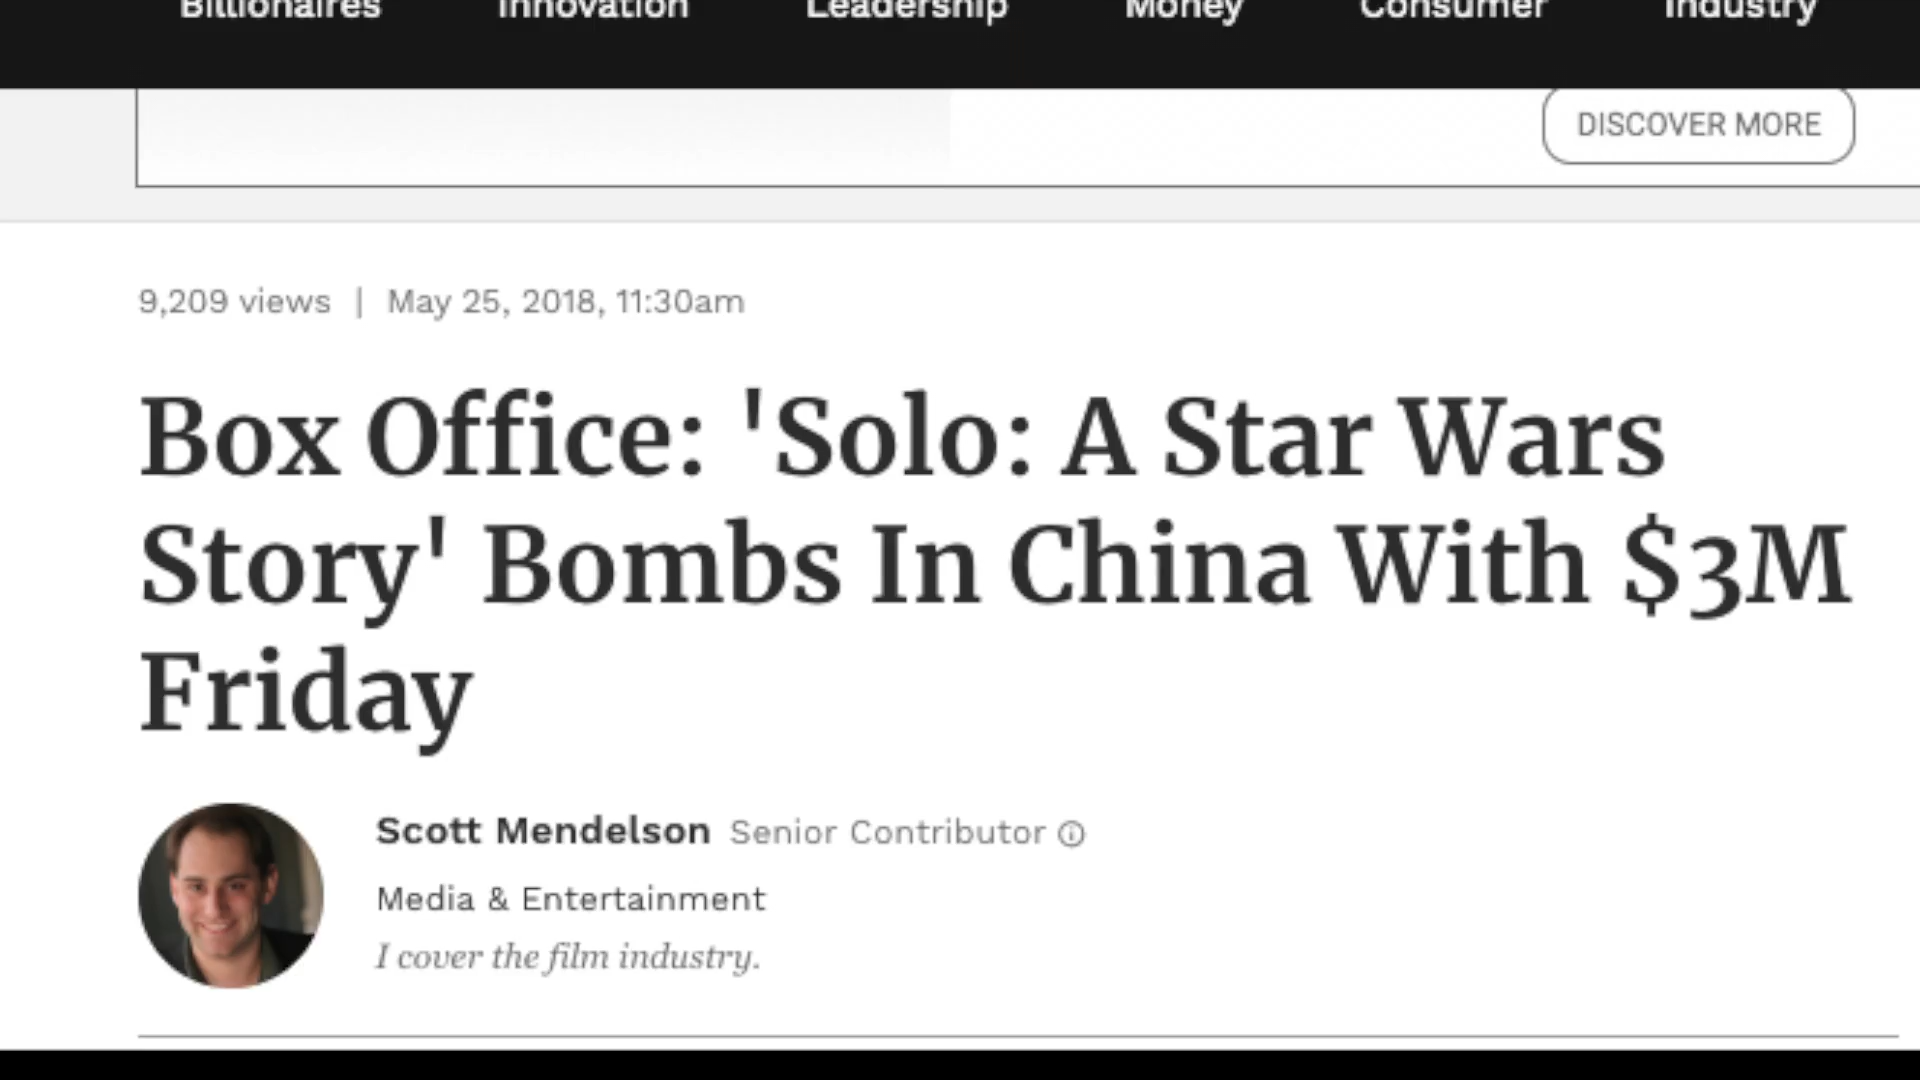 Billionaires Innovation Leadership Money Consumer Industry
DISCOVER MORE
9,209 views | May 25, 2018, 11:30am
Box Office: 'Solo: A Star Wars
Story' Bombs In China With $3M
Friday
Scott Mendelson Senior Contributor
Media & Entertainment
I cover the film industry.